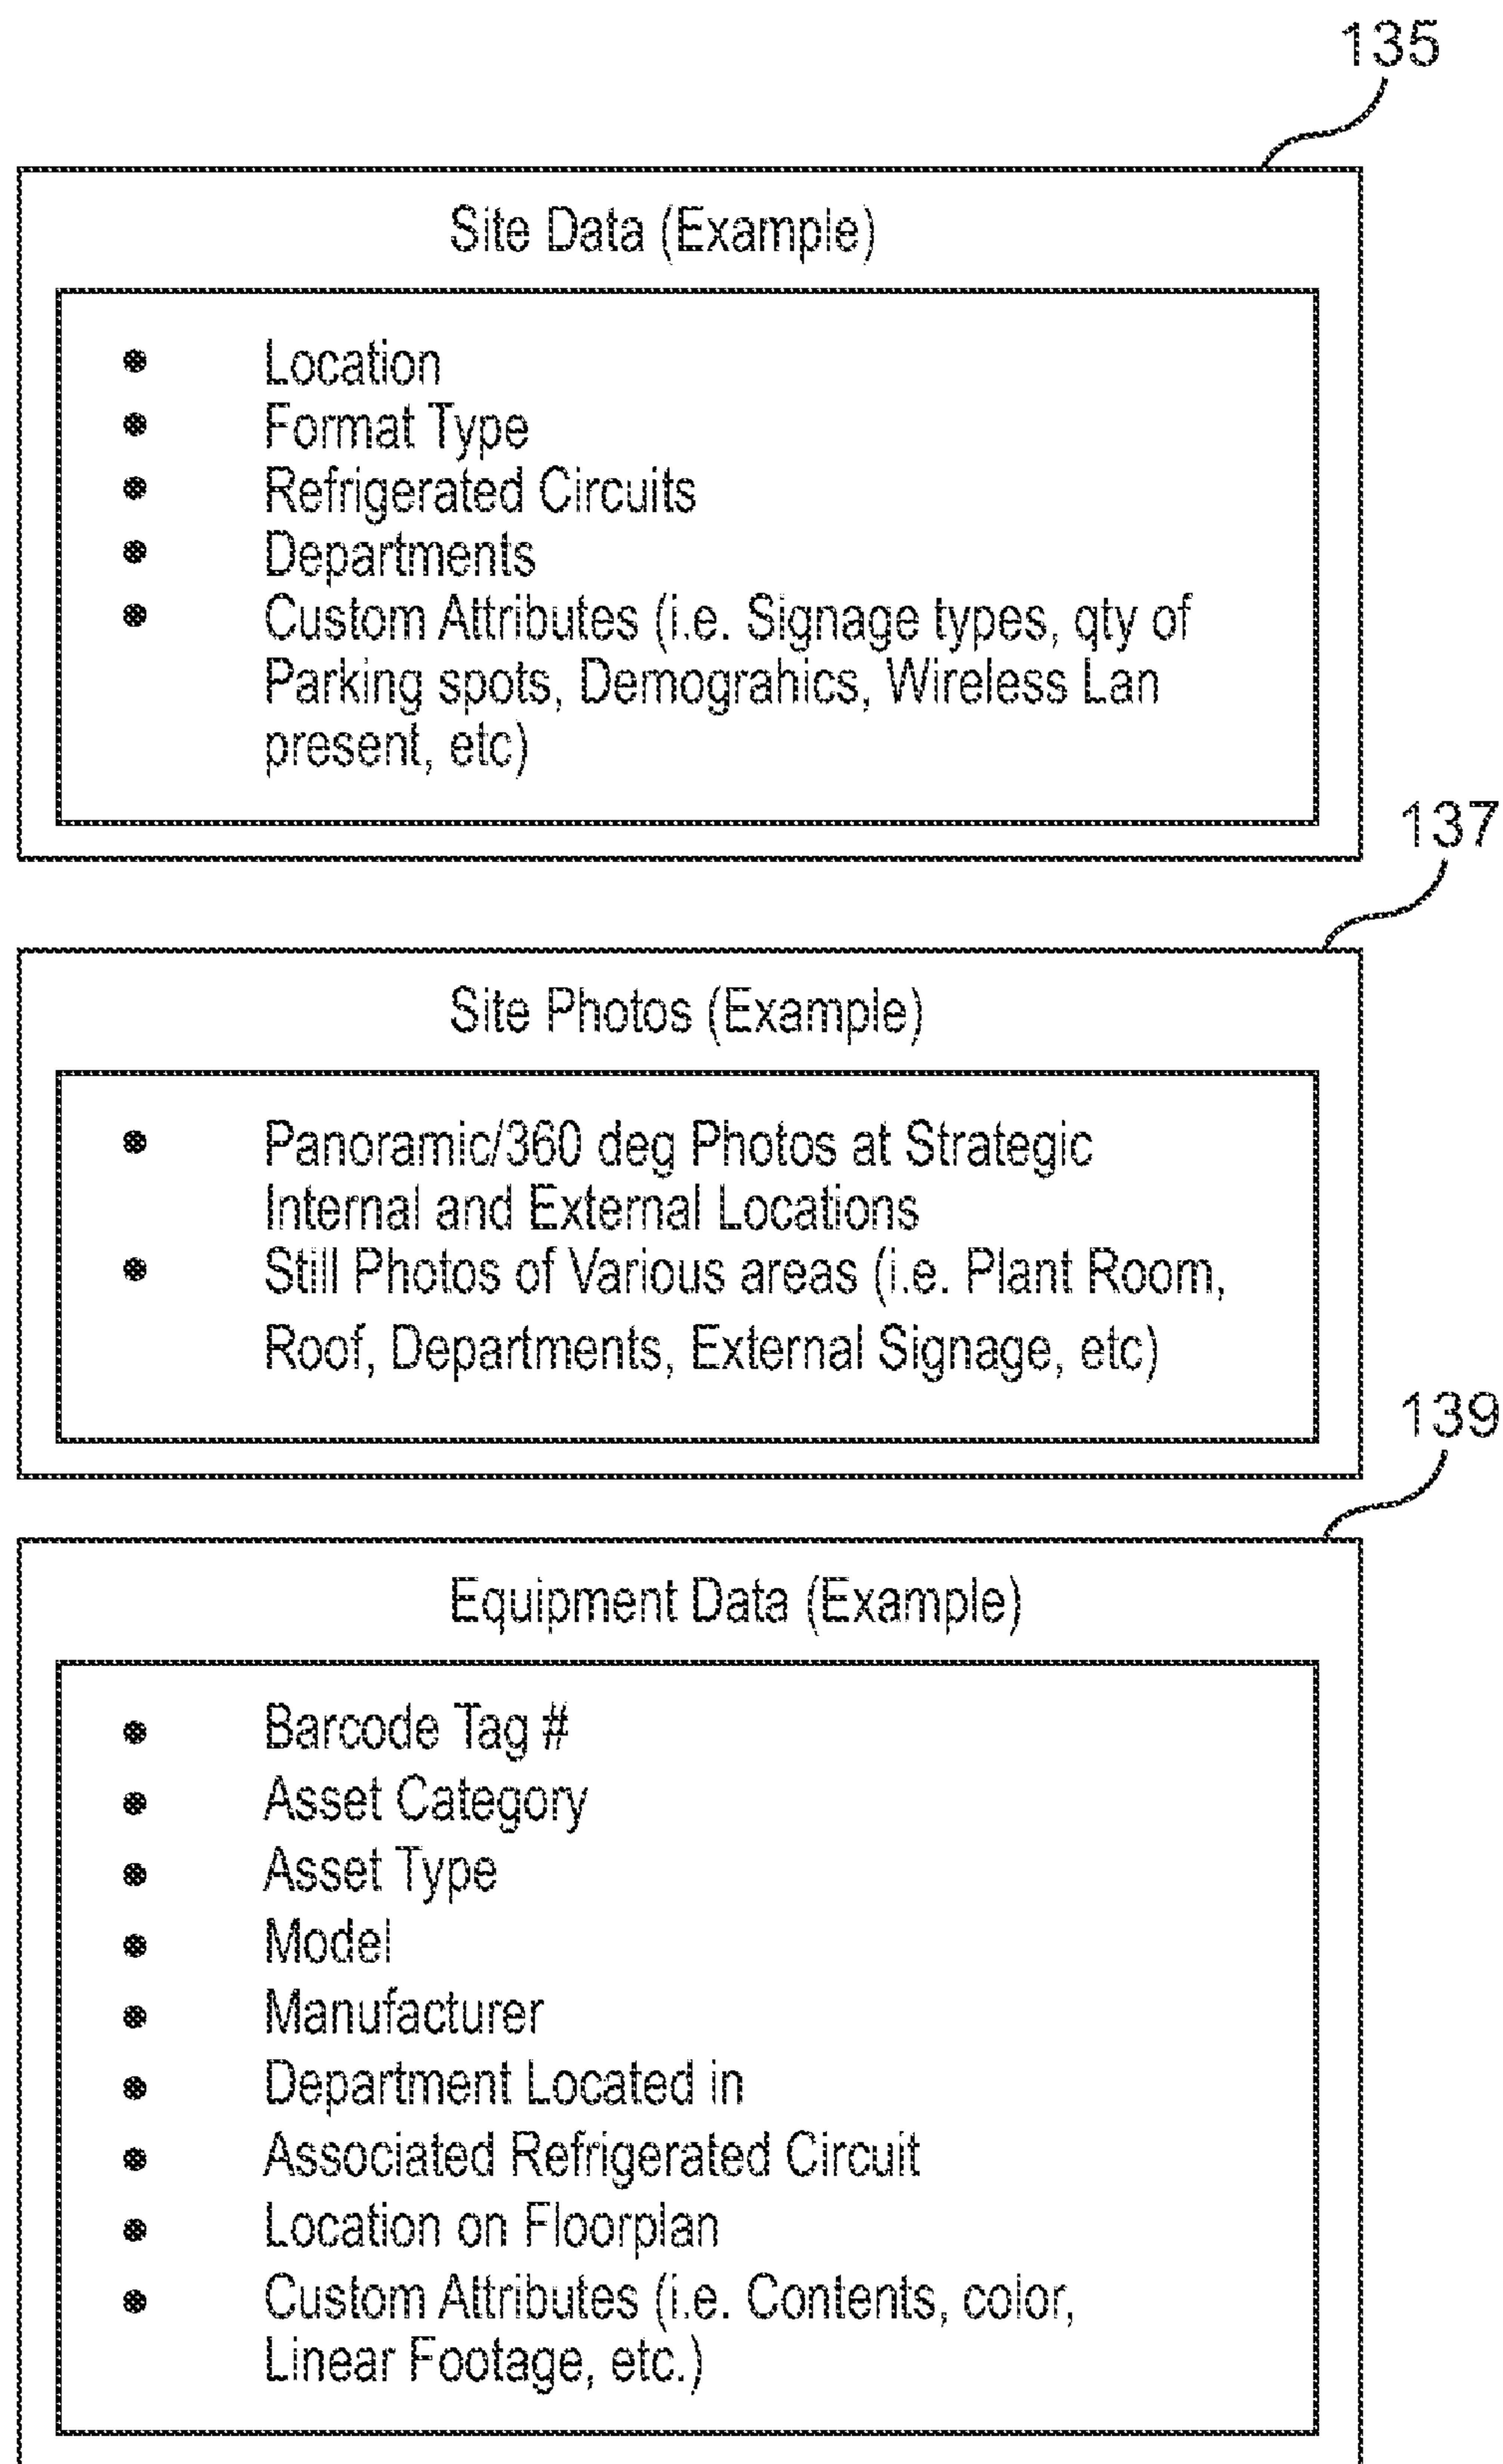 135
Site Data (Example)
• Location
• Format Type
• Refrigerated Circuits
• Departments
• Custom Attributes (i.e. Signage types, qty of
Parking spots, Demograhics, Wireless Lan
present, etc)
137
Site Photos (Example)
• Panoramic/360 deg Photos at Strategic
Internal and External Locations
• Still Photos of Various areas (i.e. Plant Room,
Roof, Departments, External Signage, etc)
139
Equipment Data (Example)
• Barcode Tag #
• Asset Category
• Asset Type
• Model
• Manufacturer
• Department Located in
• Associated Refrigerated Circuit
• Location on Floorplan
• Custom Attributes (i.e. Contents, color,
Linear Footage, etc.)